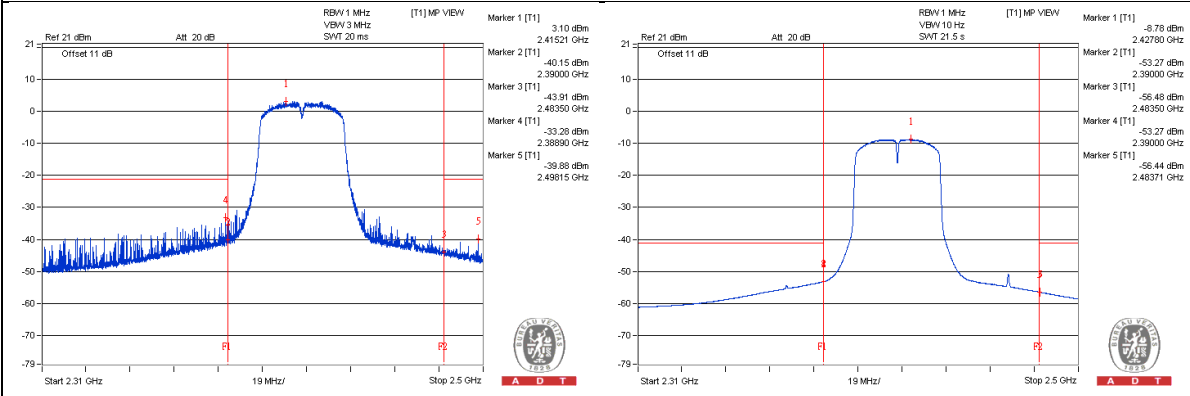 RBW 1 MHz
VBW 3 MHz
SWT 20 ms
[T1] MP VIEW
Ref 21 dBm
Att 20 dB
Offset 11 dB
21
10
0
-10
-20
-30
-40
-50
-60
-70
-79
1
2
3
4
5
F1
F2
Start 2.31 GHz
19 MHz/
Stop 2.5 GHz
Marker 1 [T1]
3.10 dBm
2.41521 GHz
Marker 2 [T1]
-40.15 dBm
2.39000 GHz
Marker 3 [T1]
-43.91 dBm
2.48350 GHz
Marker 4 [T1]
-33.28 dBm
2.38890 GHz
Marker 5 [T1]
-39.88 dBm
2.49815 GHz
BUREAU VERITAS
1828
A D T
RBW 1 MHz
VBW 10 Hz
SWT 21.5 s
[T1] MP VIEW
Ref 21 dBm
Att 20 dB
Offset 11 dB
21
10
0
-10
-20
-30
-40
-50
-60
-70
-79
1
F1
F2
Start 2.31 GHz
19 MHz/
Stop 2.5 GHz
Marker 1 [T1]
-8.78 dBm
2.42780 GHz
Marker 2 [T1]
-53.27 dBm
2.39000 GHz
Marker 3 [T1]
-56.48 dBm
2.48350 GHz
Marker 4 [T1]
-53.27 dBm
2.39000 GHz
Marker 5 [T1]
-56.44 dBm
2.48371 GHz
BUREAU VERITAS
1828
A D T